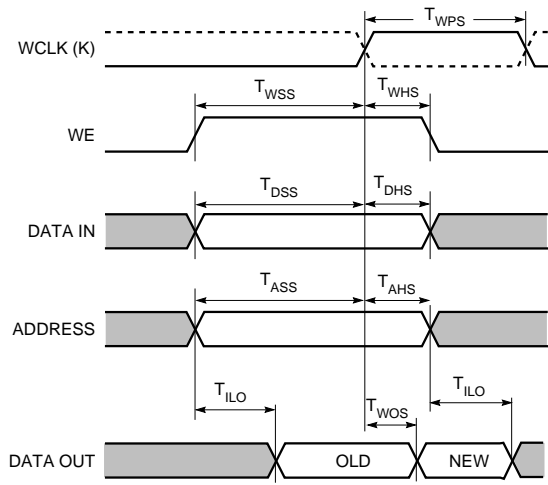 T_WPS
WCLK (K)
T_WSS T_WHS
WE
T_DSS T_DHS
DATA IN
T_ASS T_AHS
ADDRESS
T_ILO T_WOS T_ILO
DATA OUT OLD NEW